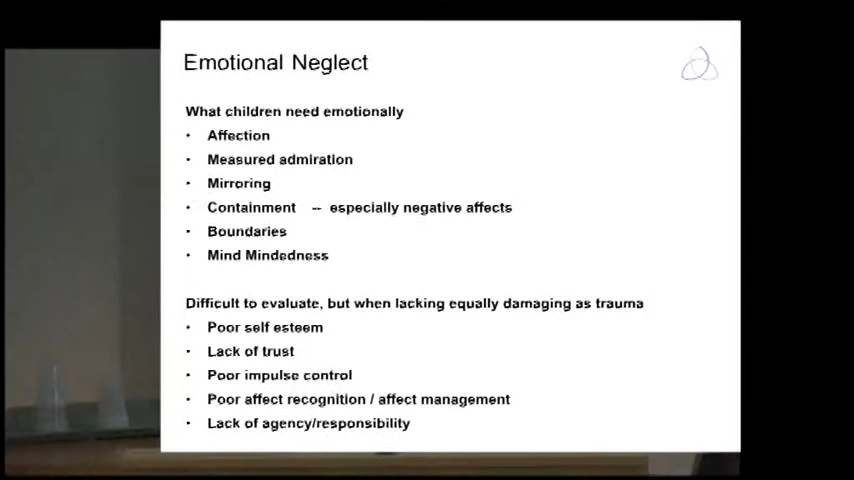 Emotional Neglect
What children need emotionally
• Affection
• Measured admiration
• Mirroring
• Containment -- especially negative affects
• Boundaries
• Mind Mindedness
Difficult to evaluate, but when lacking equally damaging as trauma
• Poor self esteem
• Lack of trust
• Poor impulse control
• Poor affect recognition / affect management
• Lack of agency/responsibility